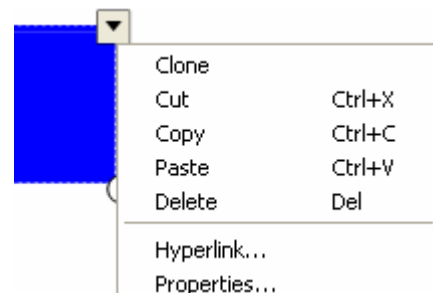 Clone
Cut Ctrl+X
Copy Ctrl+C
Paste Ctrl+V
Delete Del
Hyperlink...
Properties...